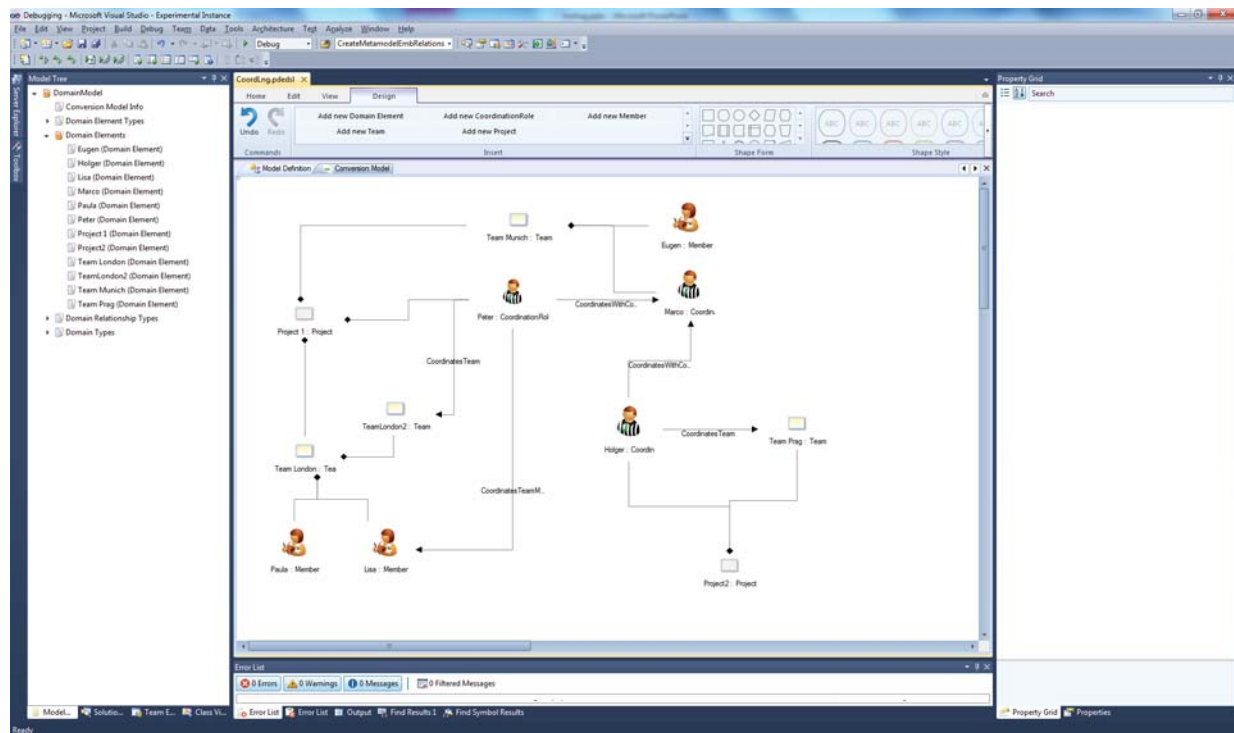 Debugging - Microsoft Visual Studio - Experimental Instance
File Edit View Project Build Debug Team Data Tools Architecture Test Analyze Window Help
Debug CreateMetamodelEmbRelations
Server Explorer
Toolbox
Model Tree
DomainModel
Conversion Model Info
Domain Element Types
Domain Elements
Eugen (Domain Element)
Holger (Domain Element)
Lisa (Domain Element)
Marco (Domain Element)
Paula (Domain Element)
Peter (Domain Element)
Project 1 (Domain Element)
Project2 (Domain Element)
Team London (Domain Element)
TeamLondon2 (Domain Element)
Team Munich (Domain Element)
Team Prag (Domain Element)
Domain Relationship Types
Domain Types
CoordLng.pdedsl
Home Edit View Design
Undo Redo
Add new Domain Element Add new CoordinationRole Add new Member
Add new Team Add new Project
ABC ABC ABC ABC ABC
Commands Insert Shape Form Shape Style
Model Definition Conversion Model
Team Munich : Team
Eugen : Member
Peter : CoordinationRol
CoordinatesWithCo..
Marco : Coordin
Project 1 : Project
CoordinatesTeam
CoordinatesWithCo..
TeamLondon2 : Team
Holger : Coordin
CoordinatesTeam
Team Prag : Team
Team London : Tea
CoordinatesTeamM..
Paula : Member
Lisa : Member
Project2 : Project
Error List
0 Errors 0 Warnings 0 Messages 0 Filtered Messages
Model... Solutio... Team E... Class Vi...
Error List Error List Output Find Results 1 Find Symbol Results
Property Grid
Search
Property Grid Properties
Ready